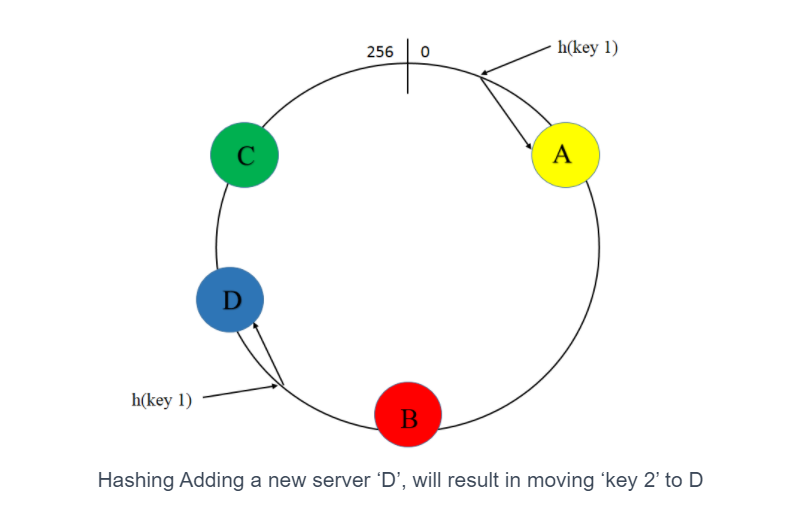 256 0
h(key 1)
C
A
D
h(key 1)
B
Hashing Adding a new server ‘D’, will result in moving ‘key 2’ to D